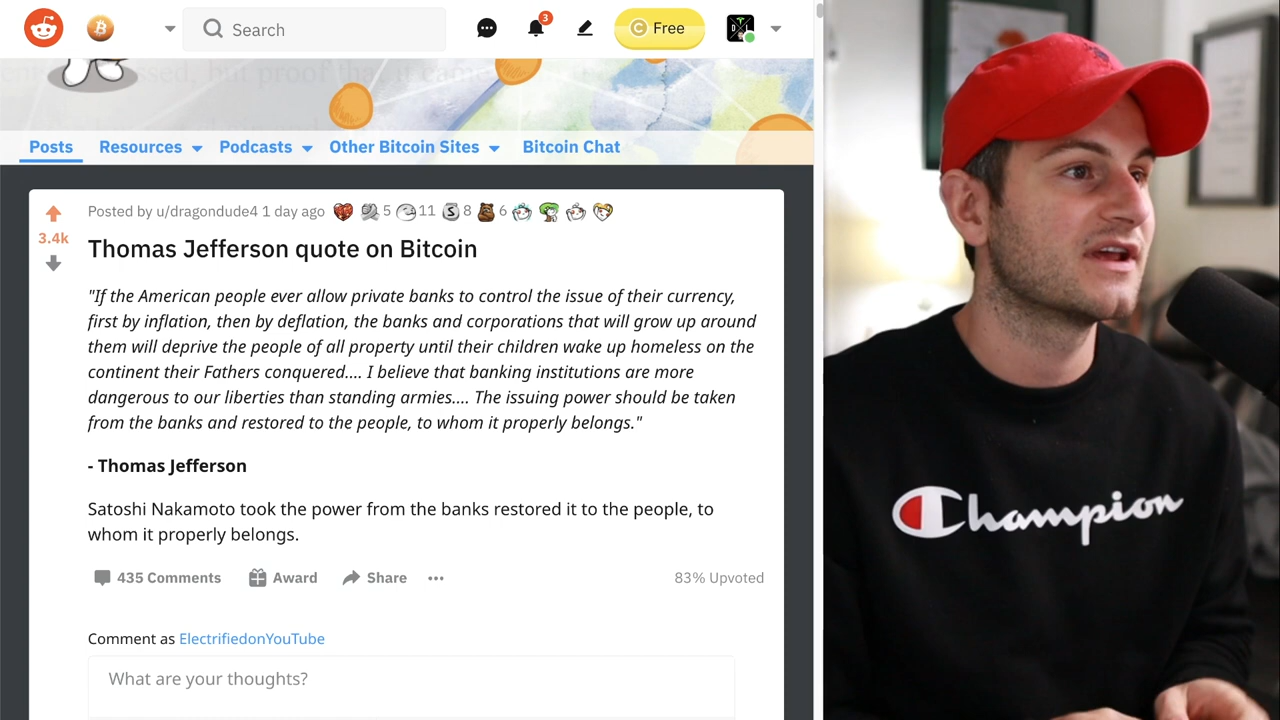 Search
3
Free
ed, but proof that it came
Posts Resources Podcasts Other Bitcoin Sites Bitcoin Chat
Posted by u/dragondude4 1 day ago 5 11 8 6
3.4k
Thomas Jefferson quote on Bitcoin
"If the American people ever allow private banks to control the issue of their currency,
first by inflation, then by deflation, the banks and corporations that will grow up around
them will deprive the people of all property until their children wake up homeless on the
continent their Fathers conquered.... I believe that banking institutions are more
dangerous to our liberties than standing armies.... The issuing power should be taken
from the banks and restored to the people, to whom it properly belongs."
- Thomas Jefferson
Satoshi Nakamoto took the power from the banks restored it to the people, to
whom it properly belongs.
435 Comments Award Share 83% Upvoted
Comment as ElectrifiedonYouTube
What are your thoughts?
Champion